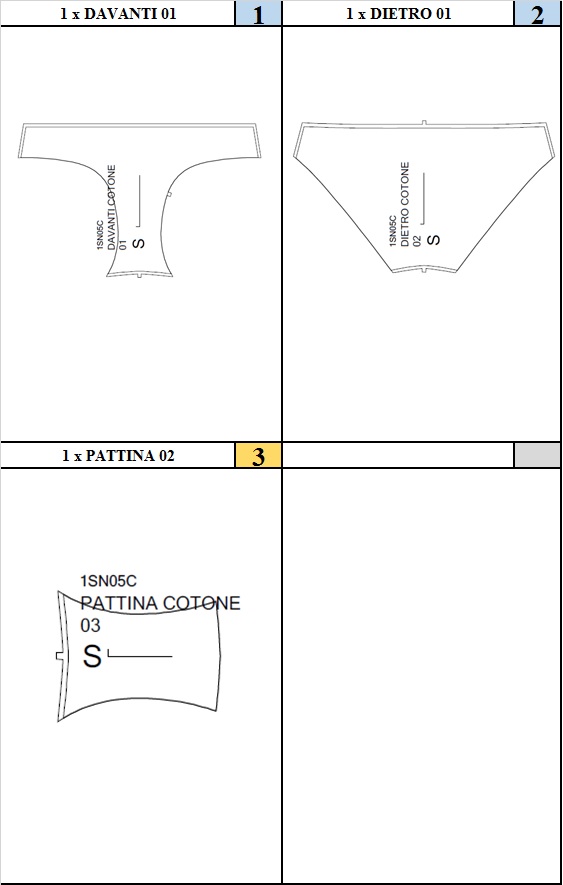 1 x DAVANTI 01
1
1 x DIETRO 01
2
1SN05C
DAVANTI COTONE
01
S
1SN05C
DIETRO COTONE
02
S
1 x PATTINA 02
3
1SN05C
PATTINA COTONE
03
S